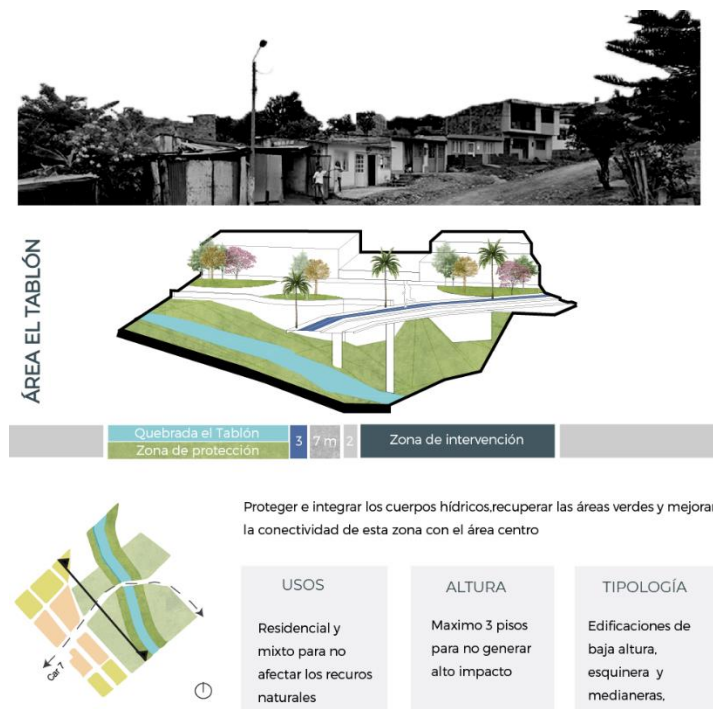 ÁREA EL TABLÓN
Quebrada el Tablón
Zona de protección
3
7 m
2
Zona de intervención
Proteger e integrar los cuerpos hídricos,recuperar las áreas verdes y mejorar
la conectividad de esta zona con el área centro
Car 7
USOS
Residencial y
mixto para no
afectar los recuros
naturales
ALTURA
Maximo 3 pisos
para no generar
alto impacto
TIPOLOGÍA
Edificaciones de
baja altura,
esquinera y
medianeras,